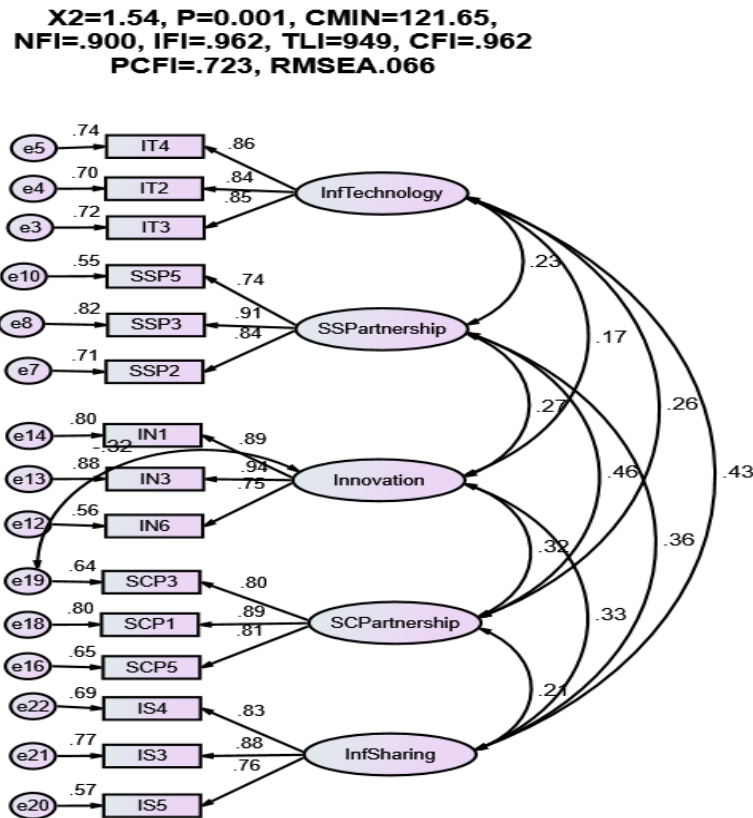 X2=1.54, P=0.001, CMIN=121.65,
NFI=.900, IFI=.962, TLI=949, CFI=.962
PCFI=.723, RMSEA.066
e5 .74 IT4 .86
e4 .70 IT2 .84 InfTechnology
e3 .72 IT3 .85
.23
e10 .55 SSP5 .74
e8 .82 SSP3 .91 SSPartnership
e7 .71 SSP2 .84
.17
.27 .26
e14 .80 IN1 .89
-.32
e13 .88 IN3 .94 Innovation
e12 .56 IN6 .75
.46 .43
.32 .36
e19 .64 SCP3 .80
e18 .80 SCP1 .89 SCPartnership
e16 .65 SCP5 .81
.33
.21
e22 .69 IS4 .83
e21 .77 IS3 .88 InfSharing
e20 .57 IS5 .76